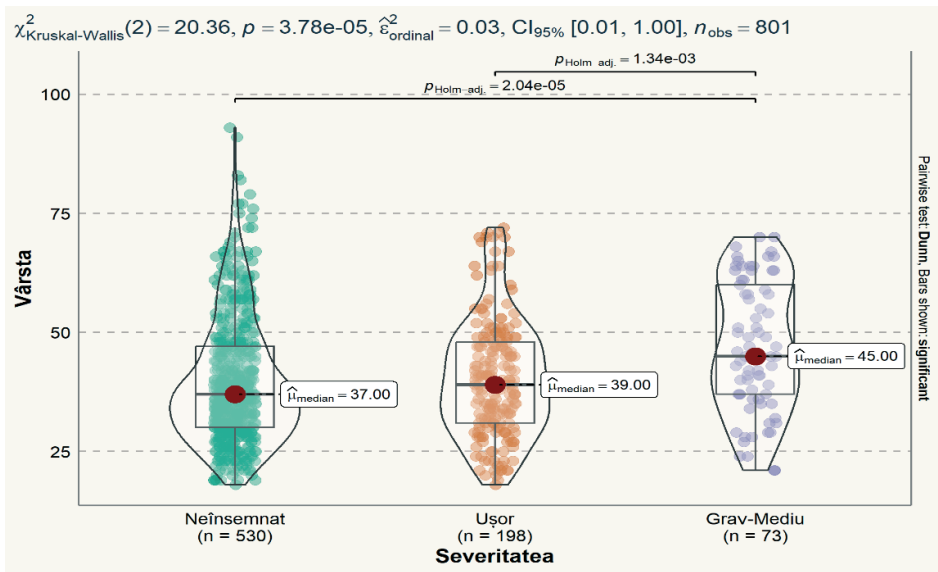 χ²Kruskal-Wallis(2) = 20.36, p = 3.78e-05, ε̂²ordinal = 0.03, CI95% [0.01, 1.00], nobs = 801
pHolm-adj. = 1.34e-03
pHolm-adj. = 2.04e-05
100
75
50
25
Vârsta
μ̂median = 37.00
μ̂median = 39.00
μ̂median = 45.00
Neînsemnat
(n = 530)
Ușor
(n = 198)
Grav-Mediu
(n = 73)
Severitatea
Pairwise test: Dunn, Bars shown: significant